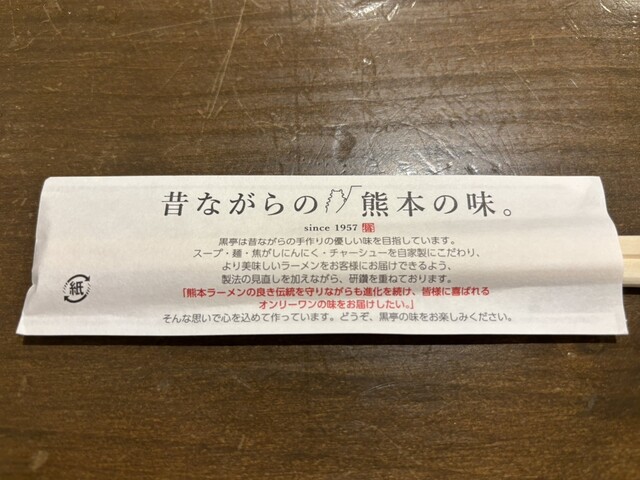 昔ながらの熊本の味。
since 1957
黒亭は昔ながらの手作りの優しい味を目指しています。
スープ・麺・焦がしにんにく・チャーシューを自家製にこだわり、
より美味しいラーメンをお客様にお届けできるよう、
製法の見直しを加えながら、研鑽を重ねております。
「熊本ラーメンの良き伝統を守りながらも進化を続け、皆様に喜ばれる
オンリーワンの味をお届けしたい。」
そんな思いで心を込めて作っています。どうぞ、黒亭の味をお楽しみください。
紙